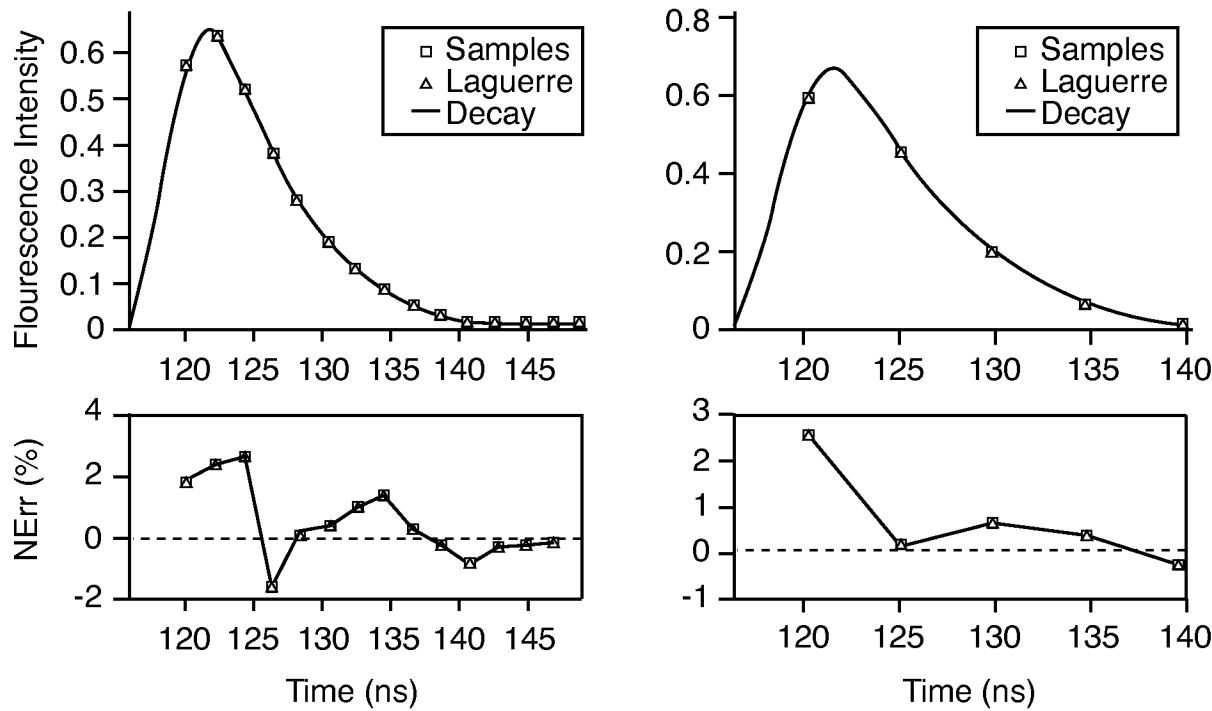 Flourescence Intensity
0.6
0.5
0.4
0.3
0.2
0.1
0
Samples
Laguerre
Decay
120 125 130 135 140 145
0.8
0.6
0.4
0.2
0
Samples
Laguerre
Decay
120 125 130 135 140
NErr (%)
4
2
0
-2
120 125 130 135 140 145
Time (ns)
3
2
1
0
-1
120 125 130 135 140
Time (ns)